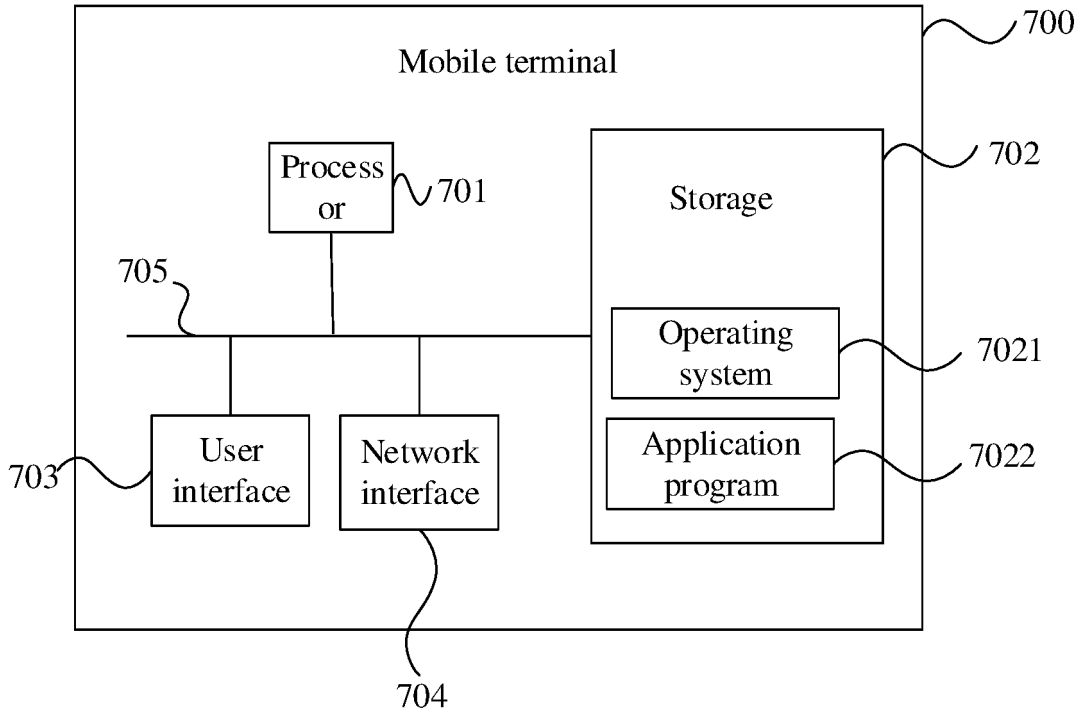 700
Mobile terminal
702
Process
or
701
Storage
705
Operating
system
7021
User
interface
703
Network
interface
Application
program
7022
704